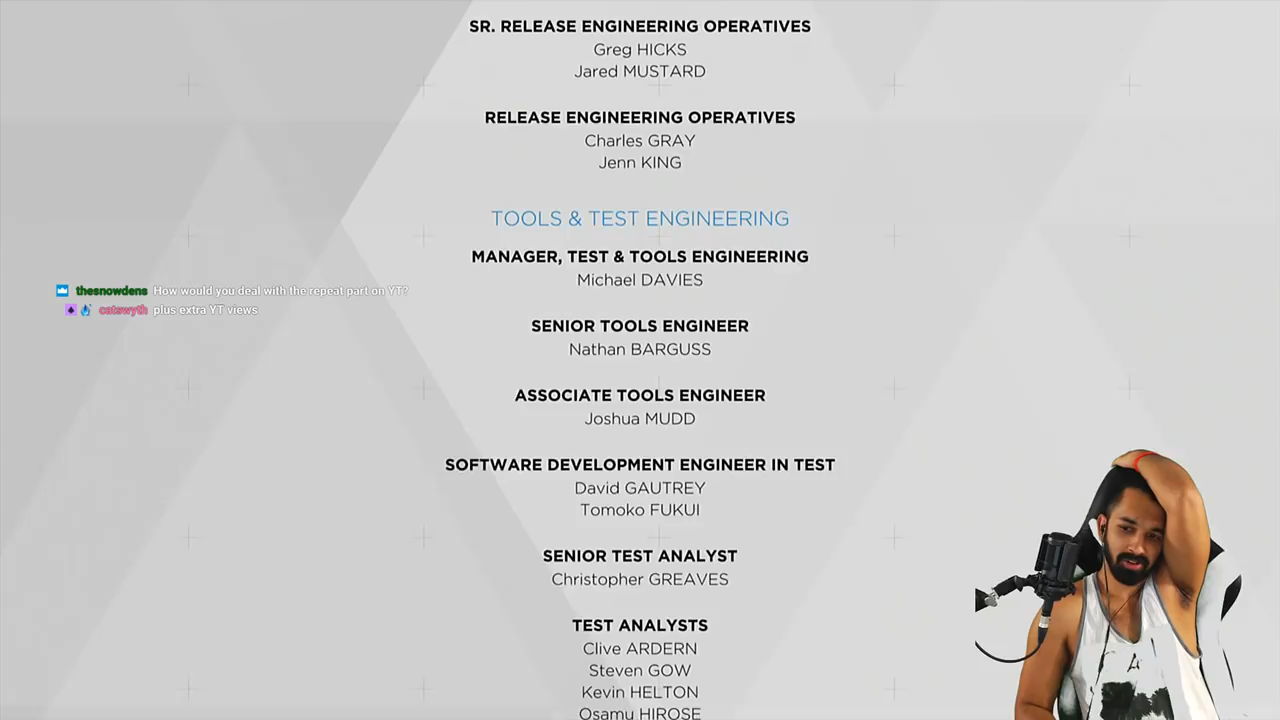 SR. RELEASE ENGINEERING OPERATIVES
Greg HICKS
Jared MUSTARD
RELEASE ENGINEERING OPERATIVES
Charles GRAY
Jenn KING
TOOLS & TEST ENGINEERING
MANAGER, TEST & TOOLS ENGINEERING
Michael DAVIES
thesnowdens How would you deal with the repeat part on YT?
catswyth plus extra YT views
SENIOR TOOLS ENGINEER
Nathan BARGUSS
ASSOCIATE TOOLS ENGINEER
Joshua MUDD
SOFTWARE DEVELOPMENT ENGINEER IN TEST
David GAUTREY
Tomoko FUKUI
SENIOR TEST ANALYST
Christopher GREAVES
TEST ANALYSTS
Clive ARDERN
Steven GOW
Kevin HELTON
Osamu HIROSE